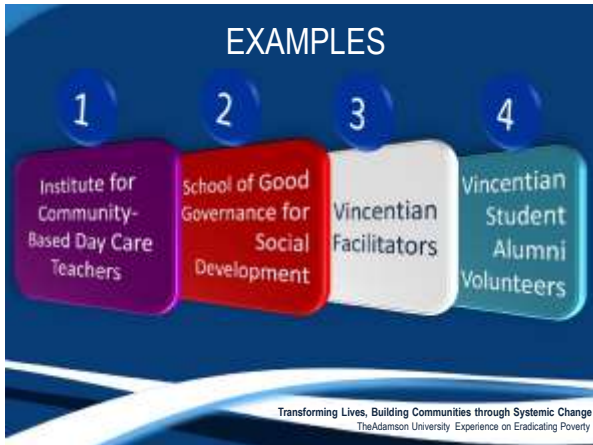 EXAMPLES
1
Institute for
Community-
Based Day Care
Teachers
2
School of Good
Governance for
Social
Development
3
Vincentian
Facilitators
4
Vincentian
Student
Alumni
Volunteers
Transforming Lives, Building Communities through Systemic Change
TheAdamson University Experience on Eradicating Poverty